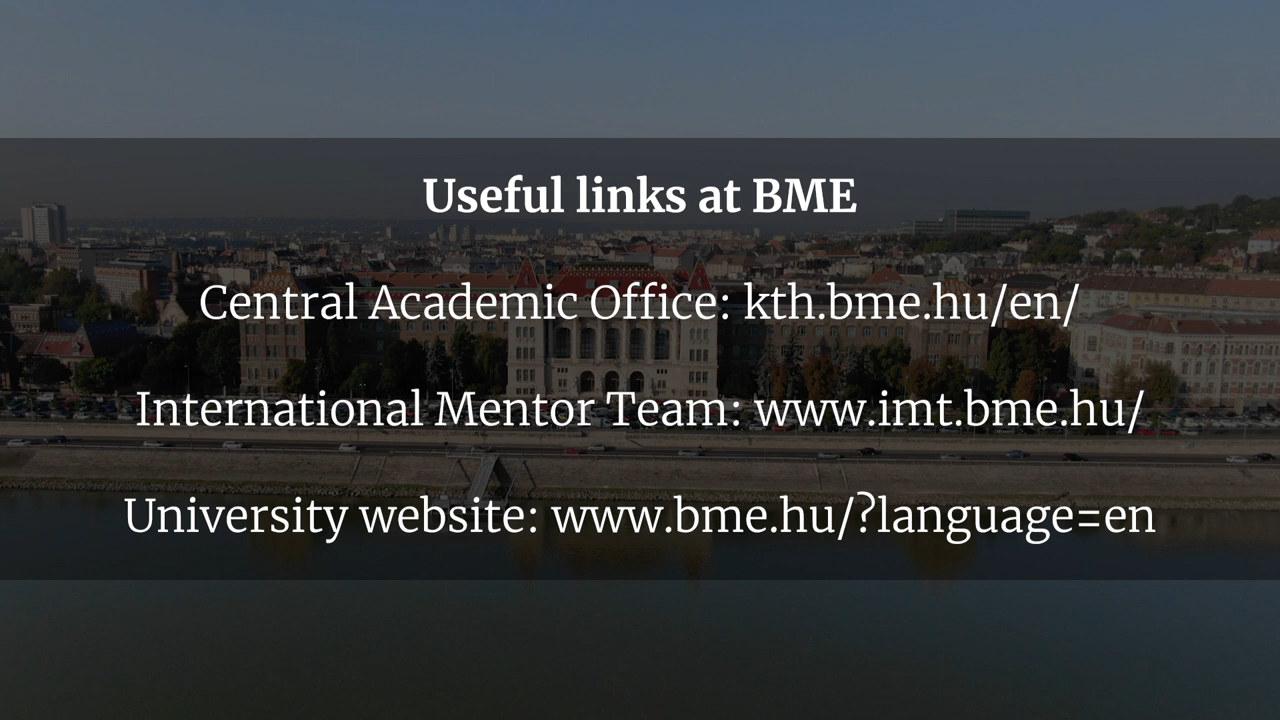 Useful links at BME
Central Academic Office: kth.bme.hu/en/
International Mentor Team: www.imt.bme.hu/
University website: www.bme.hu/?language=en